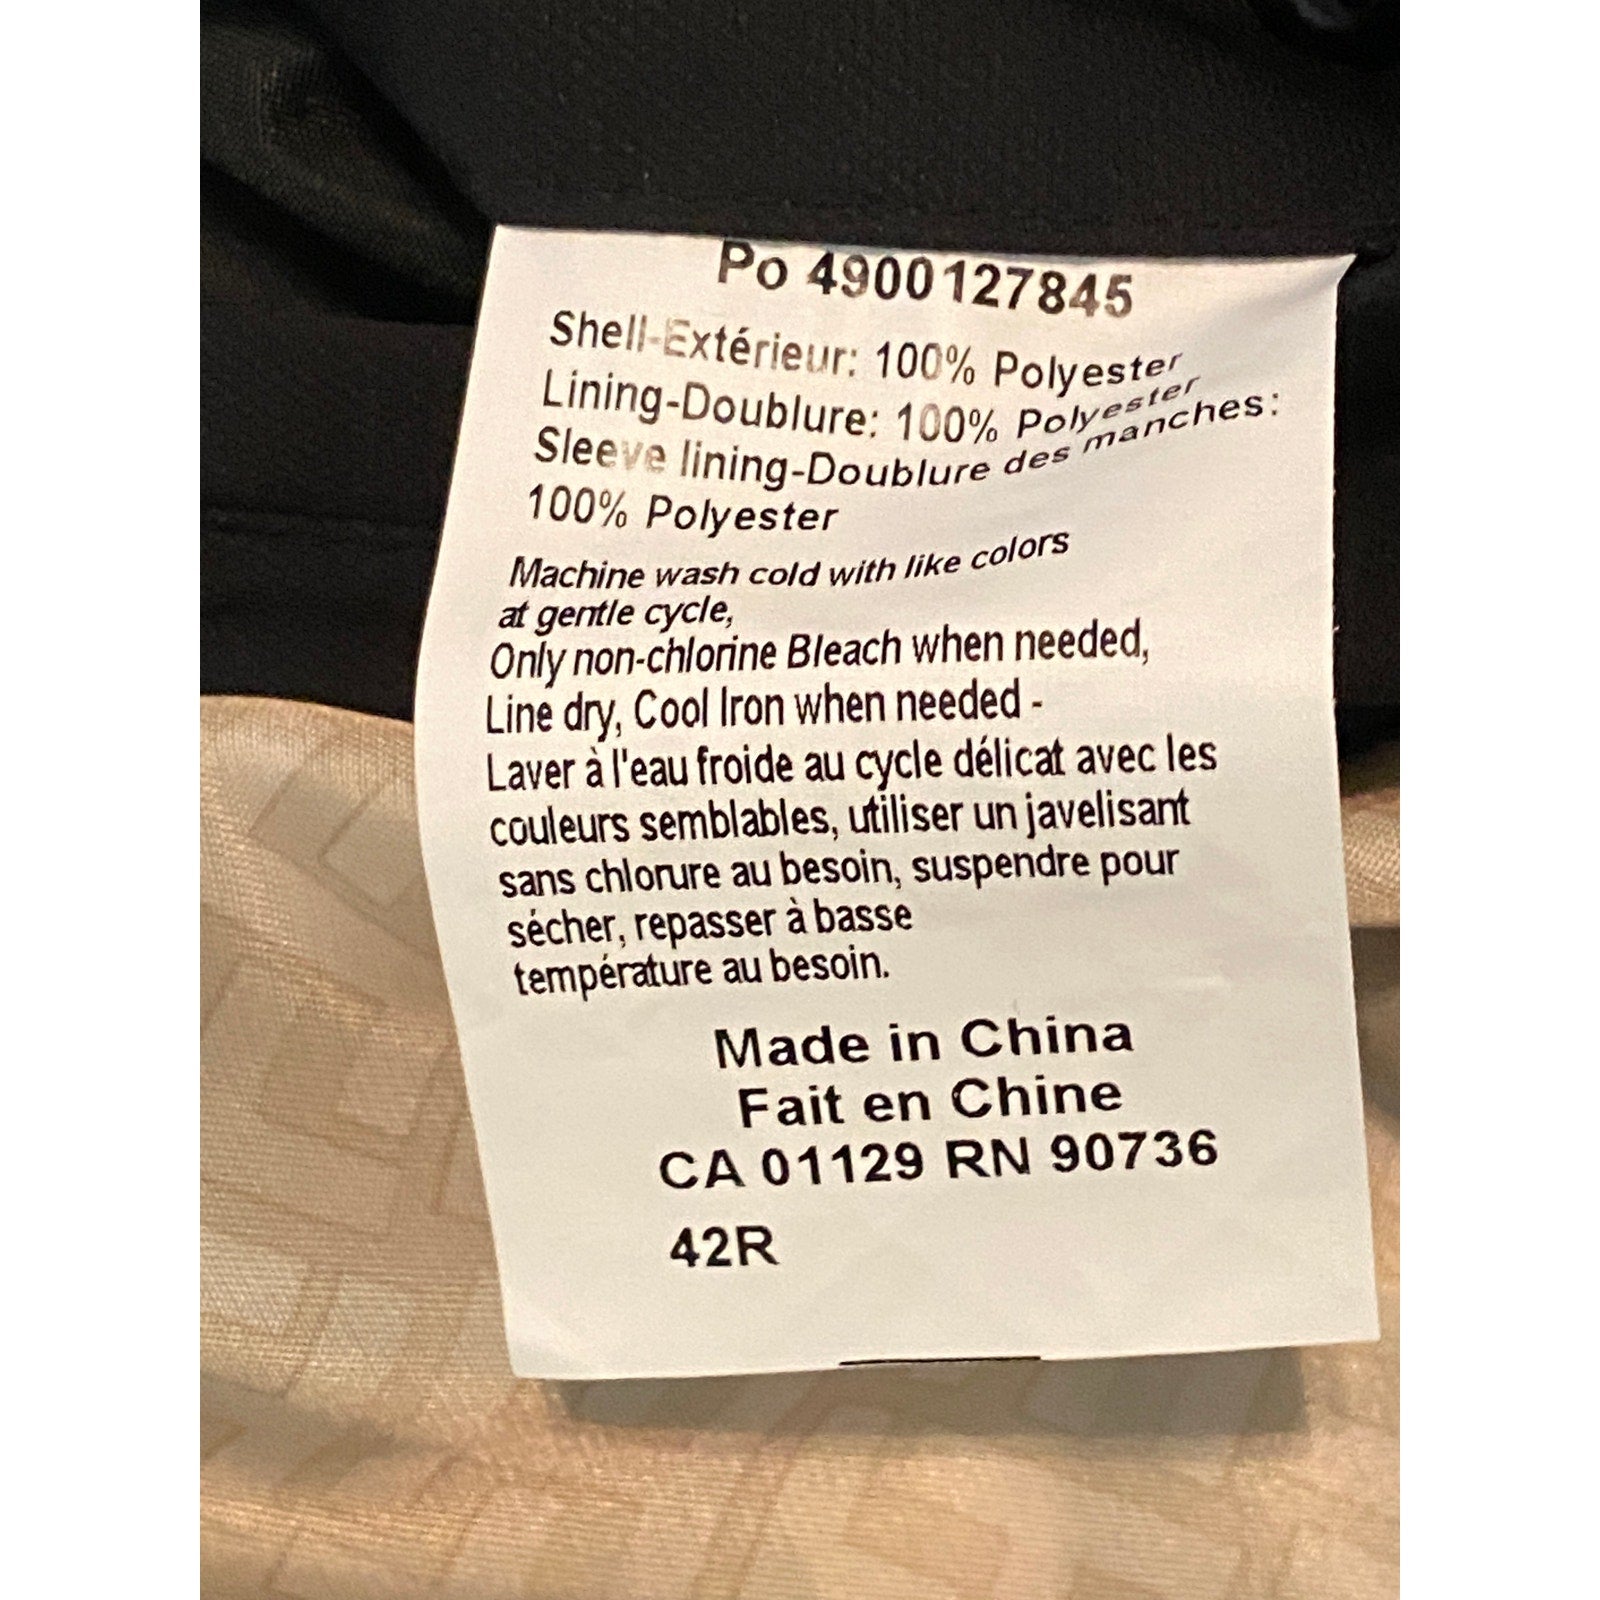 Po 4900127845
Shell-Extérieur: 100% Polyester
Lining-Doublure: 100% Polyester
Sleeve lining-Doublure des manches:
100% Polyester
Machine wash cold with like colors
at gentle cycle,
Only non-chlorine Bleach when needed,
Line dry, Cool Iron when needed -
Laver à l'eau froide au cycle délicat avec les
couleurs semblables, utiliser un javelisant
sans chlorure au besoin, suspendre pour
sécher, repasser à basse
température au besoin.
Made in China
Fait en Chine
CA 01129 RN 90736
42R